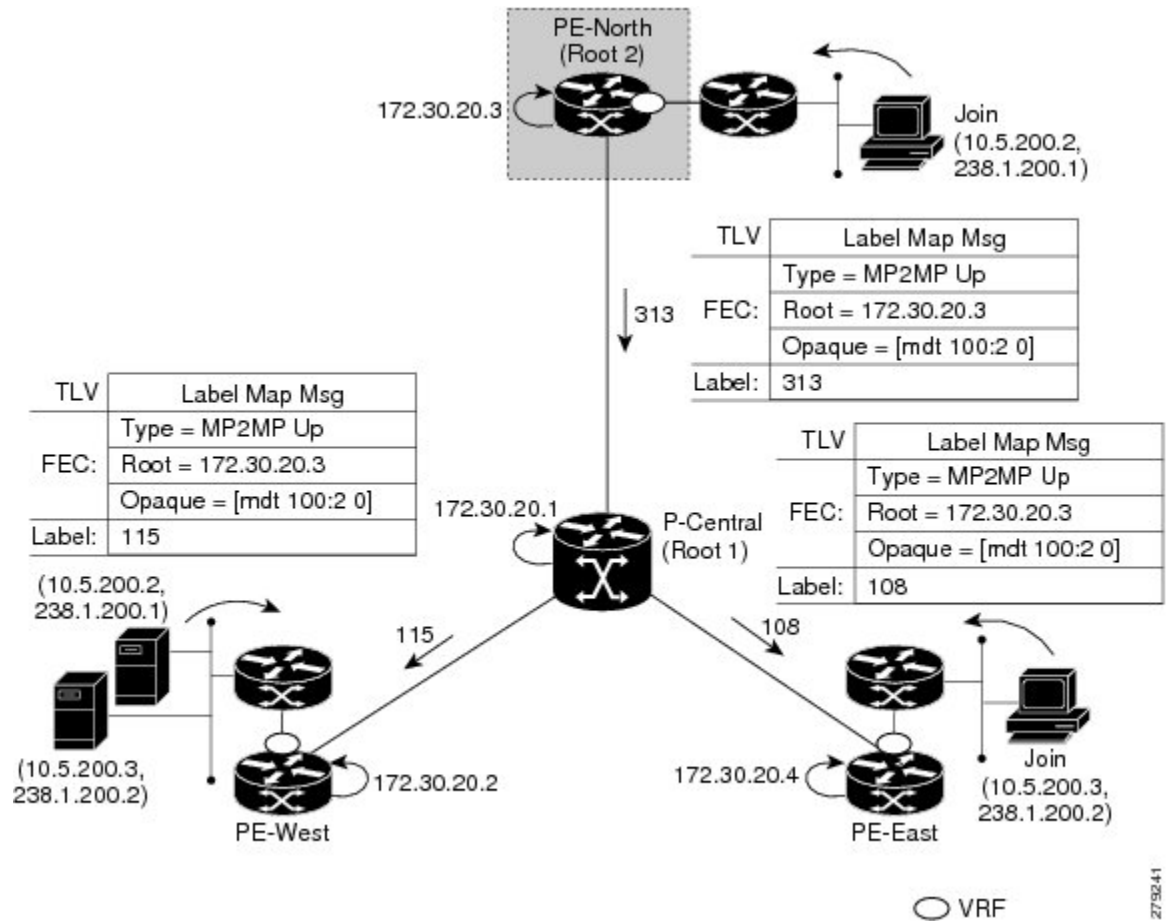 PE-North
(Root 2)
172.30.20.3
Join
(10.5.200.2,
238.1.200.1)
TLV
Label Map Msg
Type = MP2MP Up
FEC:
Root = 172.30.20.3
Opaque = [mdt 100:2 0]
Label:
313
313
TLV
Label Map Msg
Type = MP2MP Up
FEC:
Root = 172.30.20.3
Opaque = [mdt 100:2 0]
Label:
115
TLV
Label Map Msg
Type = MP2MP Up
FEC:
Root = 172.30.20.3
Opaque = [mdt 100:2 0]
Label:
108
172.30.20.1
P-Central
(Root 1)
(10.5.200.2,
238.1.200.1)
115
108
(10.5.200.3,
238.1.200.2)
172.30.20.2
PE-West
172.30.20.4
PE-East
Join
(10.5.200.3,
238.1.200.2)
VRF
279241